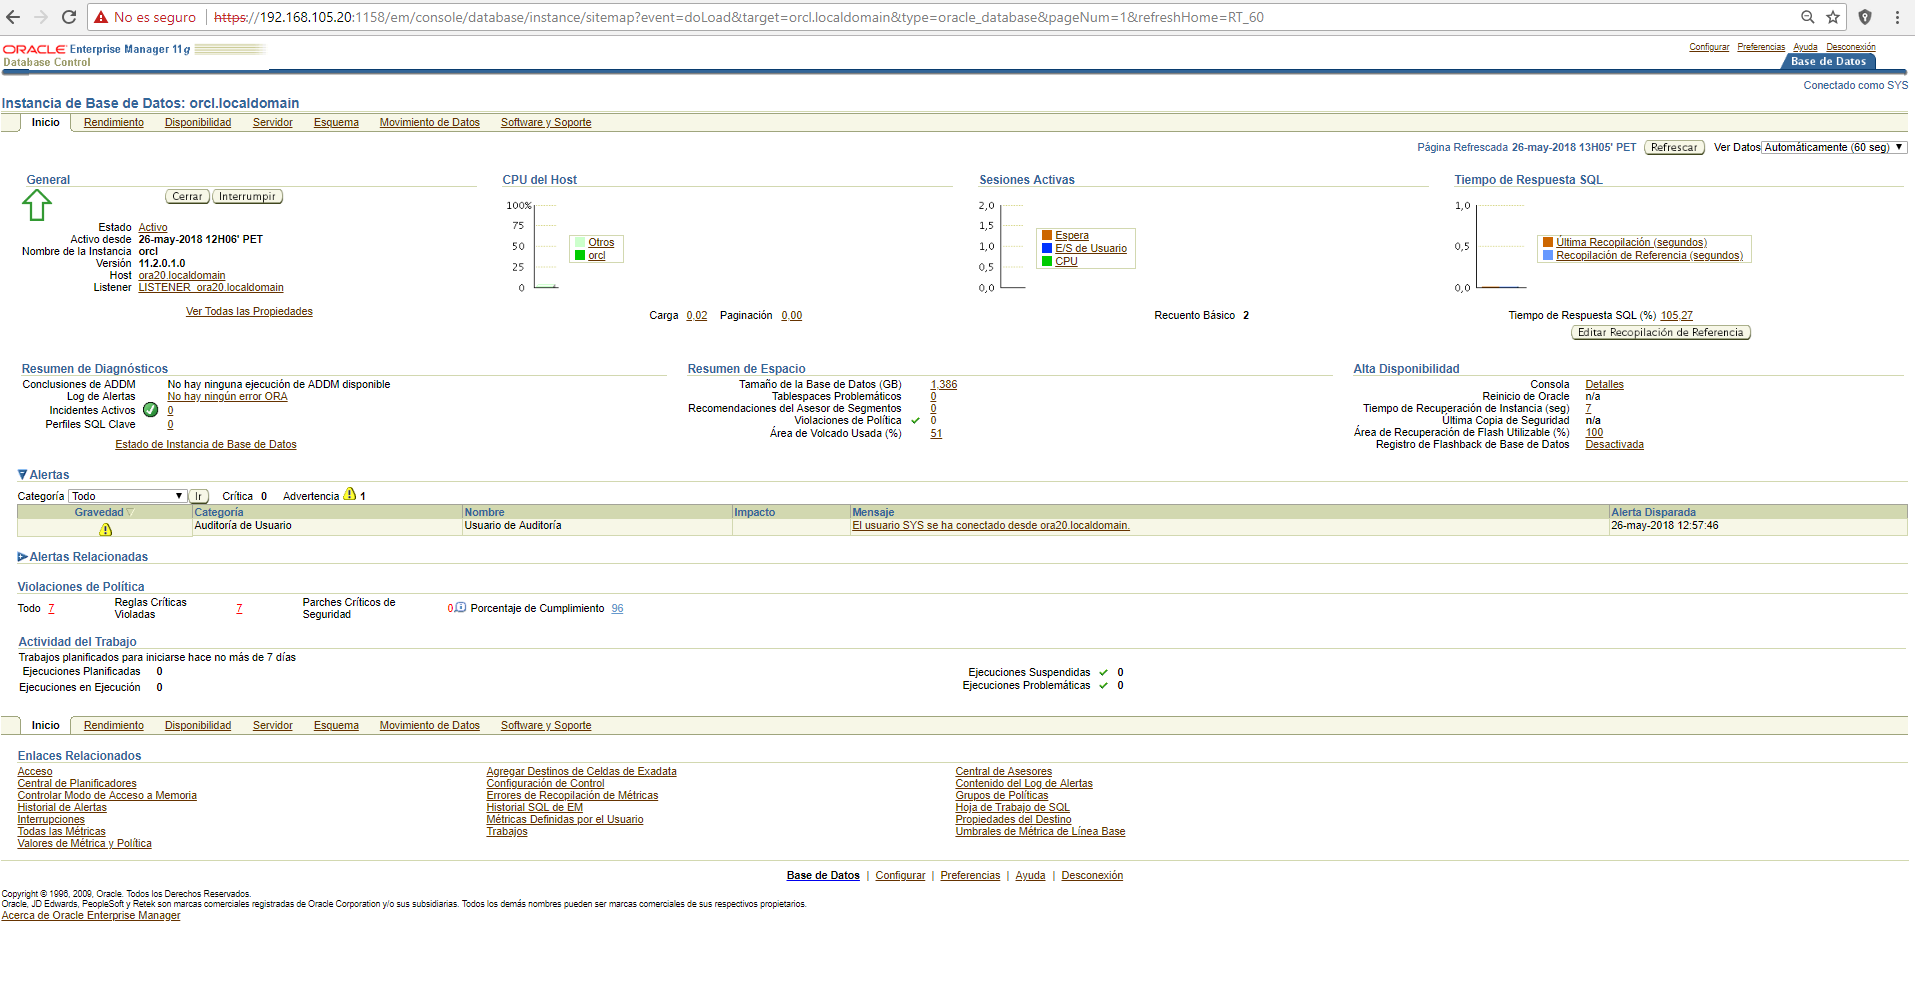 No es seguro | https://192.168.105.20:1158/em/console/database/instance/sitemap?event=doLoad&target=orcl.localdomain&type=oracle_database&pageNum=1&refreshHome=RT_60
ORACLE Enterprise Manager 11g
Database Control
Configurar Preferencias Ayuda Desconexión
Base de Datos
Conectado como SYS
Instancia de Base de Datos: orcl.localdomain
Inicio Rendimiento Disponibilidad Servidor Esquema Movimiento de Datos Software y Soporte
Página Refrescada 26-may-2018 13H05' PET Refrescar Ver Datos Automáticamente (60 seg)
General
Cerrar Interrumpir
Estado Activo
Activo desde 26-may-2018 12H06' PET
Nombre de la Instancia orcl
Versión 11.2.0.1.0
Host ora20.localdomain
Listener LISTENER_ora20.localdomain
Ver Todas las Propiedades
CPU del Host
100%
75
50
25
0
Otros
orcl
Carga 0,02 Paginación 0,00
Sesiones Activas
2,0
1,5
1,0
0,5
0,0
Espera
E/S de Usuario
CPU
Recuento Básico 2
Tiempo de Respuesta SQL
1,0
0,5
0,0
Última Recopilación (segundos)
Recopilación de Referencia (segundos)
Tiempo de Respuesta SQL (%) 105,27
Editar Recopilación de Referencia
Resumen de Diagnósticos
Conclusiones de ADDM No hay ninguna ejecución de ADDM disponible
Log de Alertas No hay ningún error ORA
Incidentes Activos 0
Perfiles SQL Clave 0
Estado de Instancia de Base de Datos
Resumen de Espacio
Tamaño de la Base de Datos (GB) 1,386
Tablespaces Problemáticos 0
Recomendaciones del Asesor de Segmentos 0
Violaciones de Política 0
Área de Volcado Usada (%) 51
Alta Disponibilidad
Consola Detalles
Reinicio de Oracle n/a
Tiempo de Recuperación de Instancia (seg) 7
Última Copia de Seguridad n/a
Área de Recuperación de Flash Utilizable (%) 100
Registro de Flashback de Base de Datos Desactivada
Alertas
Categoría Todo Ir Crítica 0 Advertencia 1
Gravedad Categoría Nombre Impacto Mensaje Alerta Disparada
Auditoría de Usuario Usuario de Auditoría El usuario SYS se ha conectado desde ora20.localdomain. 26-may-2018 12:57:46
Alertas Relacionadas
Violaciones de Política
Todo 7 Reglas Críticas Violadas 7 Parches Críticos de Seguridad 0 Porcentaje de Cumplimiento 96
Actividad del Trabajo
Trabajos planificados para iniciarse hace no más de 7 días
Ejecuciones Planificadas 0 Ejecuciones Suspendidas 0
Ejecuciones en Ejecución 0 Ejecuciones Problemáticas 0
Inicio Rendimiento Disponibilidad Servidor Esquema Movimiento de Datos Software y Soporte
Enlaces Relacionados
Acceso Agregar Destinos de Celdas de Exadata Central de Asesores
Central de Planificadores Configuración de Control Contenido del Log de Alertas
Controlar Modo de Acceso a Memoria Errores de Recopilación de Métricas Grupos de Políticas
Historial de Alertas Historial SQL de EM Hoja de Trabajo de SQL
Interrupciones Métricas Definidas por el Usuario Propiedades del Destino
Todas las Métricas Trabajos Umbrales de Métrica de Línea Base
Valores de Métrica y Política
Base de Datos | Configurar | Preferencias | Ayuda | Desconexión
Copyright © 1996, 2009, Oracle. Todos los Derechos Reservados.
Oracle, JD Edwards, PeopleSoft y Retek son marcas comerciales registradas de Oracle Corporation y/o sus subsidiarias. Todos los demás nombres pueden ser marcas comerciales de sus respectivos propietarios.
Acerca de Oracle Enterprise Manager